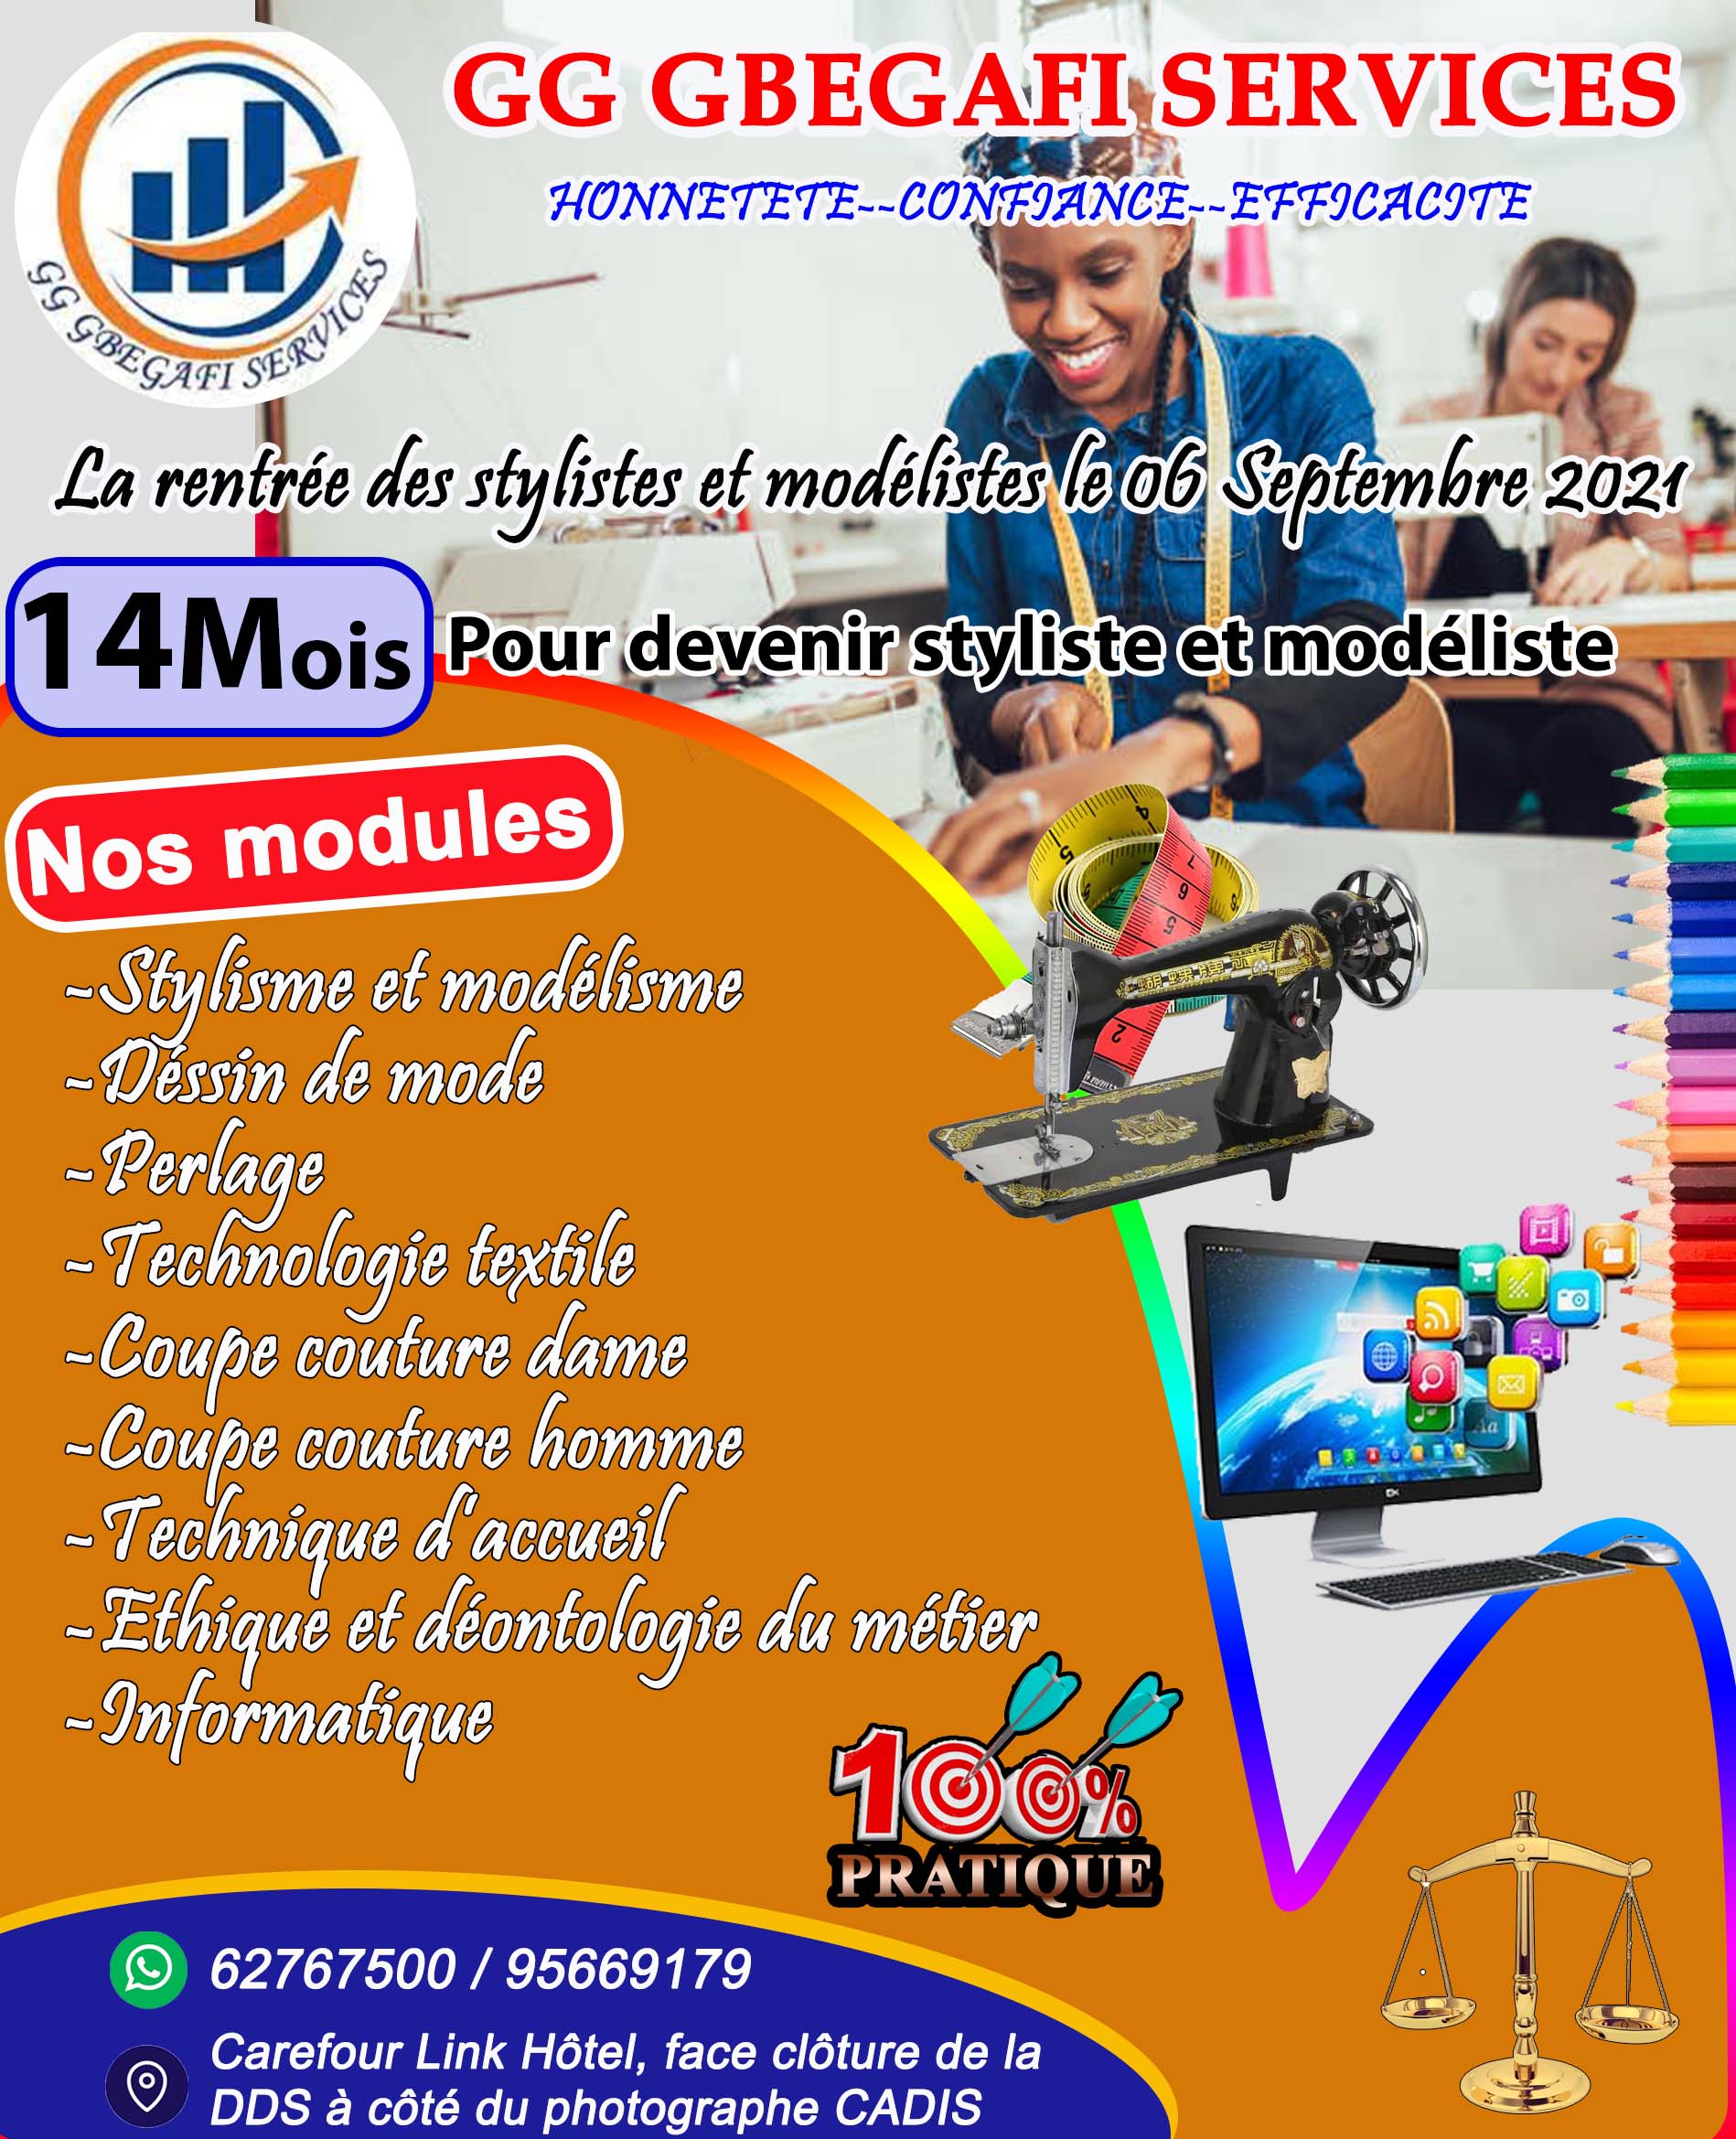 GG GBEGAFI SERVICES
HONNETETE--CONFIANCE--EFFICACITE
GG GBEGAFI SERVICES
La rentrée des stylistes et modélistes le 06 Septembre 2021
14Mois
Pour devenir styliste et modéliste
Nos modules
-Stylisme et modélisme
-Déssin de mode
-Perlage
-Technologie textile
-Coupe couture dame
-Coupe couture homme
-Technique d'accueil
-Ethique et déontologie du métier
-Informatique
100%
PRATIQUE
62767500 / 95669179
Carefour Link Hôtel, face clôture de la
DDS à côté du photographe CADIS